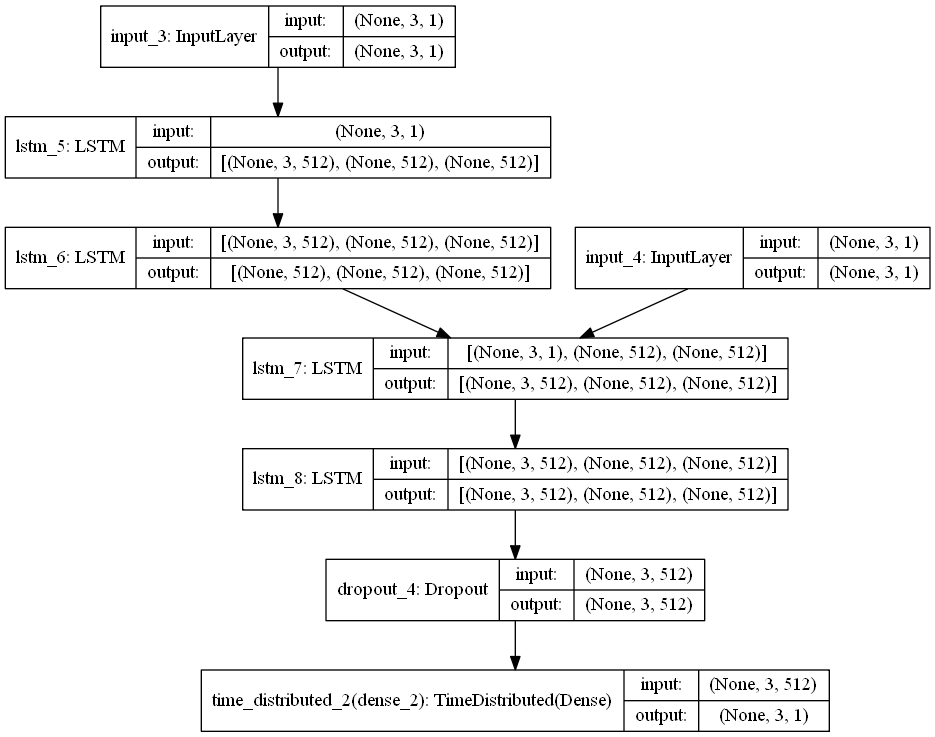 input_3: InputLayer
input: (None, 3, 1)
output: (None, 3, 1)
lstm_5: LSTM
input: (None, 3, 1)
output: [(None, 3, 512), (None, 512), (None, 512)]
lstm_6: LSTM
input: [(None, 3, 512), (None, 512), (None, 512)]
output: [(None, 512), (None, 512), (None, 512)]
input_4: InputLayer
input: (None, 3, 1)
output: (None, 3, 1)
lstm_7: LSTM
input: [(None, 3, 1), (None, 512), (None, 512)]
output: [(None, 3, 512), (None, 512), (None, 512)]
lstm_8: LSTM
input: [(None, 3, 512), (None, 512), (None, 512)]
output: [(None, 3, 512), (None, 512), (None, 512)]
dropout_4: Dropout
input: (None, 3, 512)
output: (None, 3, 512)
time_distributed_2(dense_2): TimeDistributed(Dense)
input: (None, 3, 512)
output: (None, 3, 1)